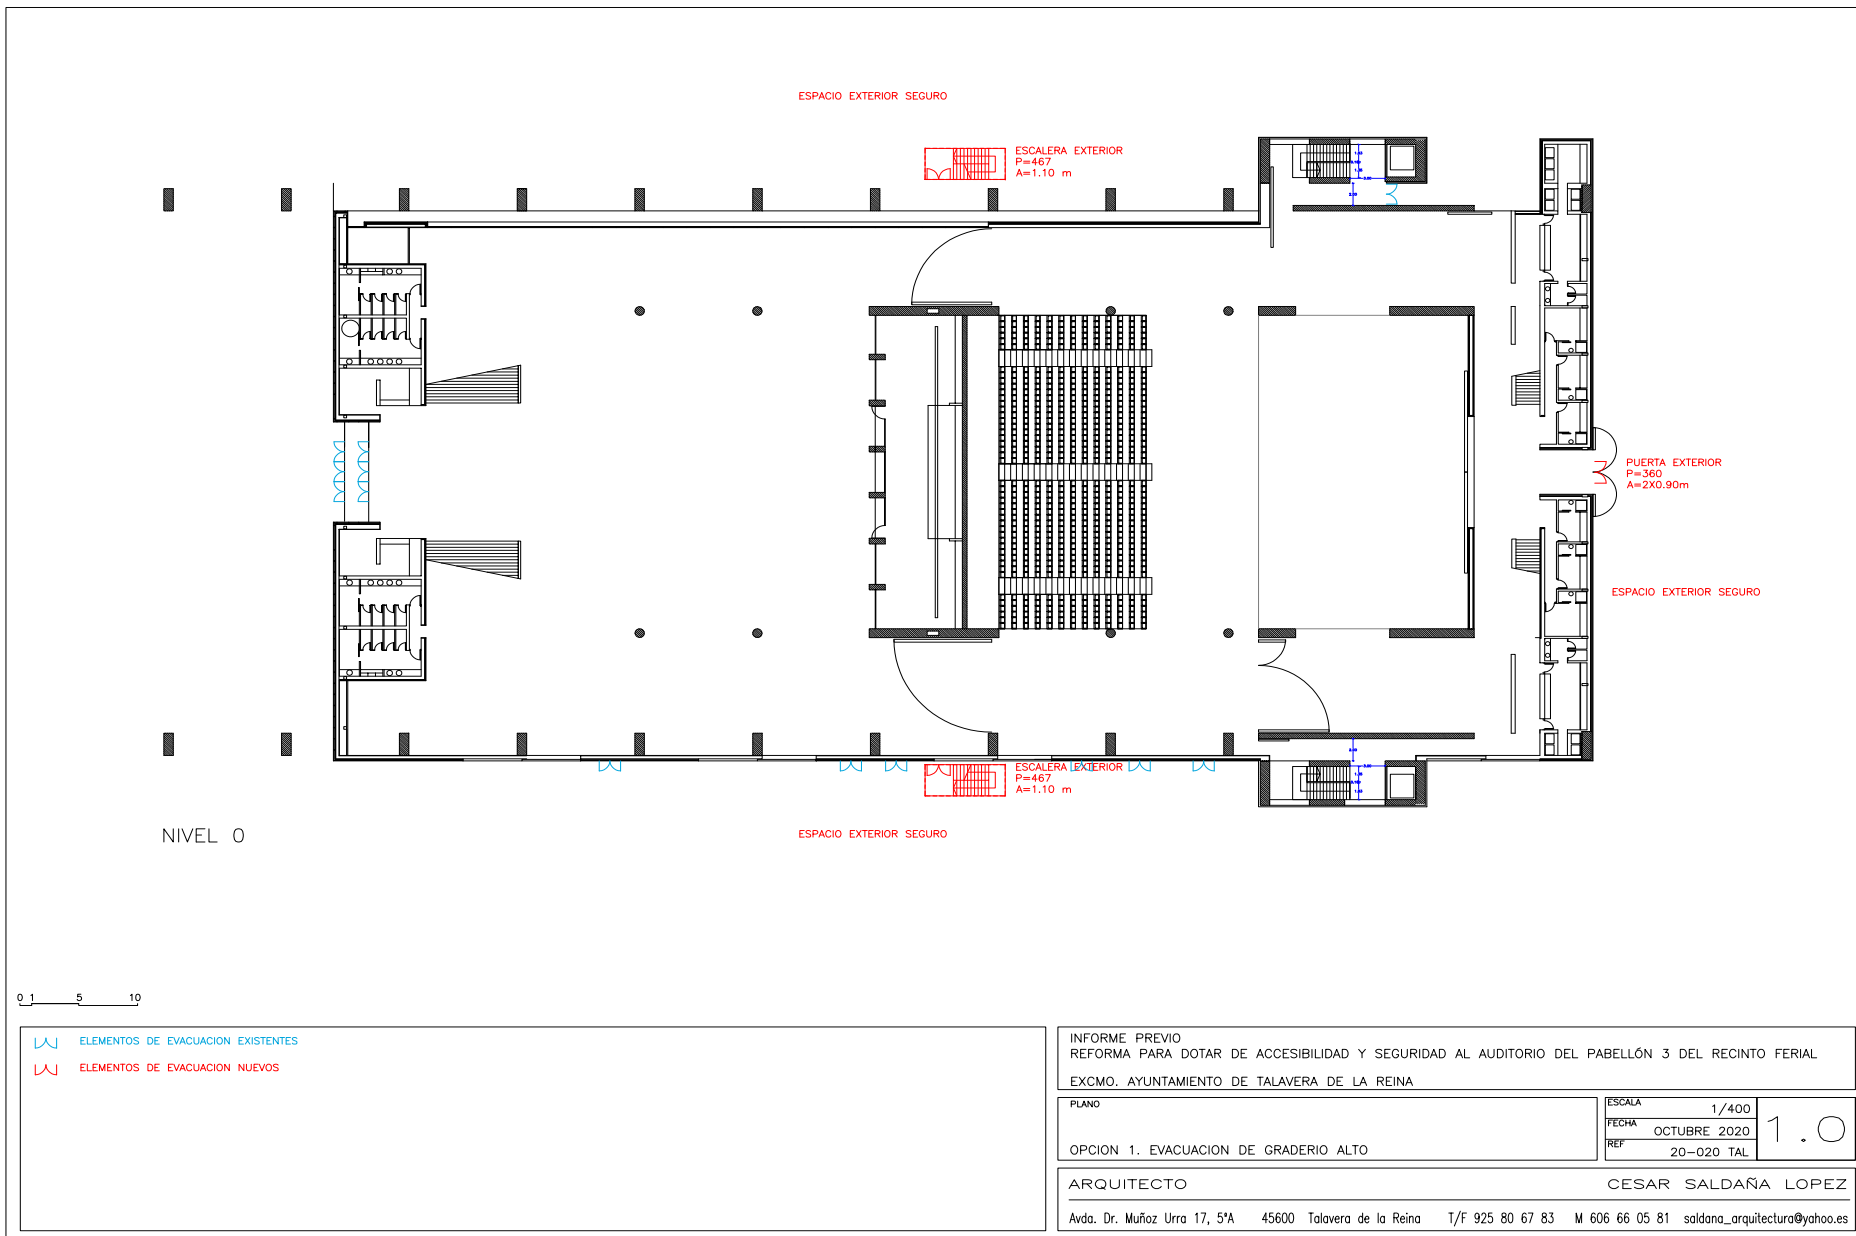 ESPACIO EXTERIOR SEGURO
ESCALERA EXTERIOR
P=467
A=1.10 m
PUERTA EXTERIOR
P=360
A=2X0.90m
ESPACIO EXTERIOR SEGURO
ESCALERA EXTERIOR
P=467
A=1.10 m
ESPACIO EXTERIOR SEGURO
NIVEL 0
0 1 5 10
ELEMENTOS DE EVACUACION EXISTENTES
ELEMENTOS DE EVACUACION NUEVOS
INFORME PREVIO
REFORMA PARA DOTAR DE ACCESIBILIDAD Y SEGURIDAD AL AUDITORIO DEL PABELLÓN 3 DEL RECINTO FERIAL
EXCMO. AYUNTAMIENTO DE TALAVERA DE LA REINA
PLANO
OPCION 1. EVACUACION DE GRADERIO ALTO
ESCALA 1/400
FECHA OCTUBRE 2020
REF 20-020 TAL
1.0
ARQUITECTO CESAR SALDAÑA LOPEZ
Avda. Dr. Muñoz Urra 17, 5ºA 45600 Talavera de la Reina T/F 925 80 67 83 M 606 66 05 81 saldana_arquitectura@yahoo.es